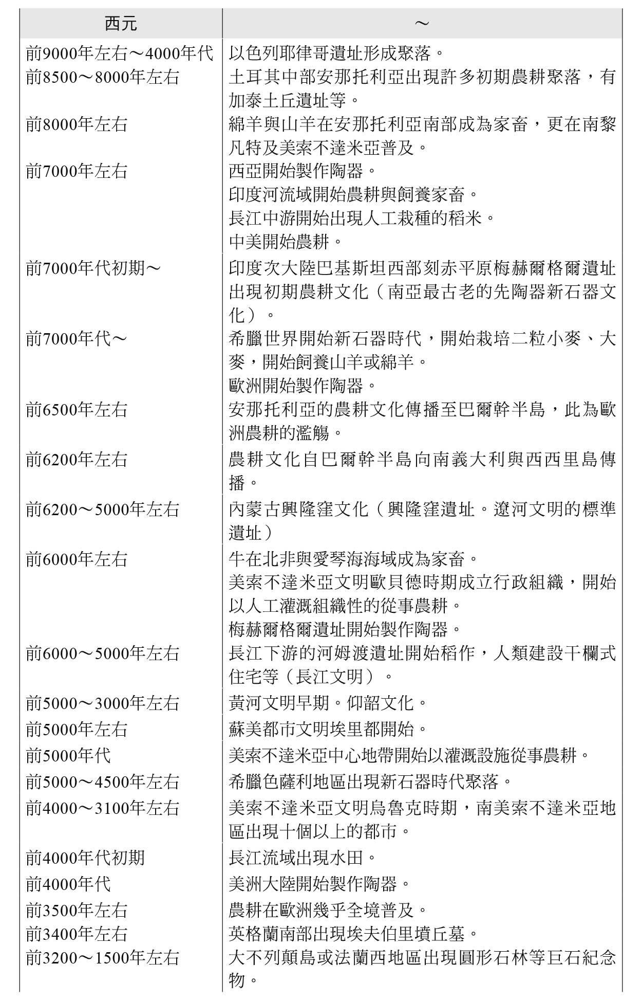 西元 ～
前9000年左右～4000年代 以色列耶律哥遺址形成聚落。
前8500～8000年左右 土耳其中部安那托利亞出現許多初期農耕聚落，有
加泰土丘遺址等。
前8000年左右 綿羊與山羊在安那托利亞南部成為家畜，更在南黎
凡特及美索不達米亞普及。
前7000年左右 西亞開始製作陶器。
印度河流域開始農耕與飼養家畜。
長江中游開始出現人工栽種的稻米。
中美開始農耕。
前7000年代初期～ 印度次大陸巴基斯坦西部刻赤平原梅赫爾格爾遺址
出現初期農耕文化（南亞最古老的先陶器新石器文
化）。
前7000年代～ 希臘世界開始新石器時代，開始栽培二粒小麥、大
麥，開始飼養山羊或綿羊。
歐洲開始製作陶器。
前6500年左右 安那托利亞的農耕文化傳播至巴爾幹半島，此為歐
洲農耕的濫觴。
前6200年左右 農耕文化自巴爾幹半島向南義大利與西西里島傳
播。
前6200～5000年左右 內蒙古興隆窪文化（興隆窪遺址。遼河文明的標準
遺址）
前6000年左右 牛在北非與愛琴海海域成為家畜。
美索不達米亞文明歐貝德時期成立行政組織，開始
以人工灌溉組織性的從事農耕。
梅赫爾格爾遺址開始製作陶器。
前6000～5000年左右 長江下游的河姆渡遺址開始稻作，人類建設干欄式
住宅等（長江文明）。
前5000～3000年左右 黃河文明早期。仰韶文化。
前5000年左右 蘇美都市文明埃里都開始。
前5000年代 美索不達米亞中心地帶開始以灌溉設施從事農耕。
前5000～4500年左右 希臘色薩利地區出現新石器時代聚落。
前4000～3100年左右 美索不達米亞文明烏魯克時期，南美索不達米亞地
區出現十個以上的都市。
前4000年代初期 長江流域出現水田。
前4000年代 美洲大陸開始製作陶器。
前3500年左右 農耕在歐洲幾乎全境普及。
前3400年左右 英格蘭南部出現埃夫伯里墳丘墓。
前3200～1500年左右 大不列顛島或法蘭西地區出現圓形石林等巨石紀念
物。